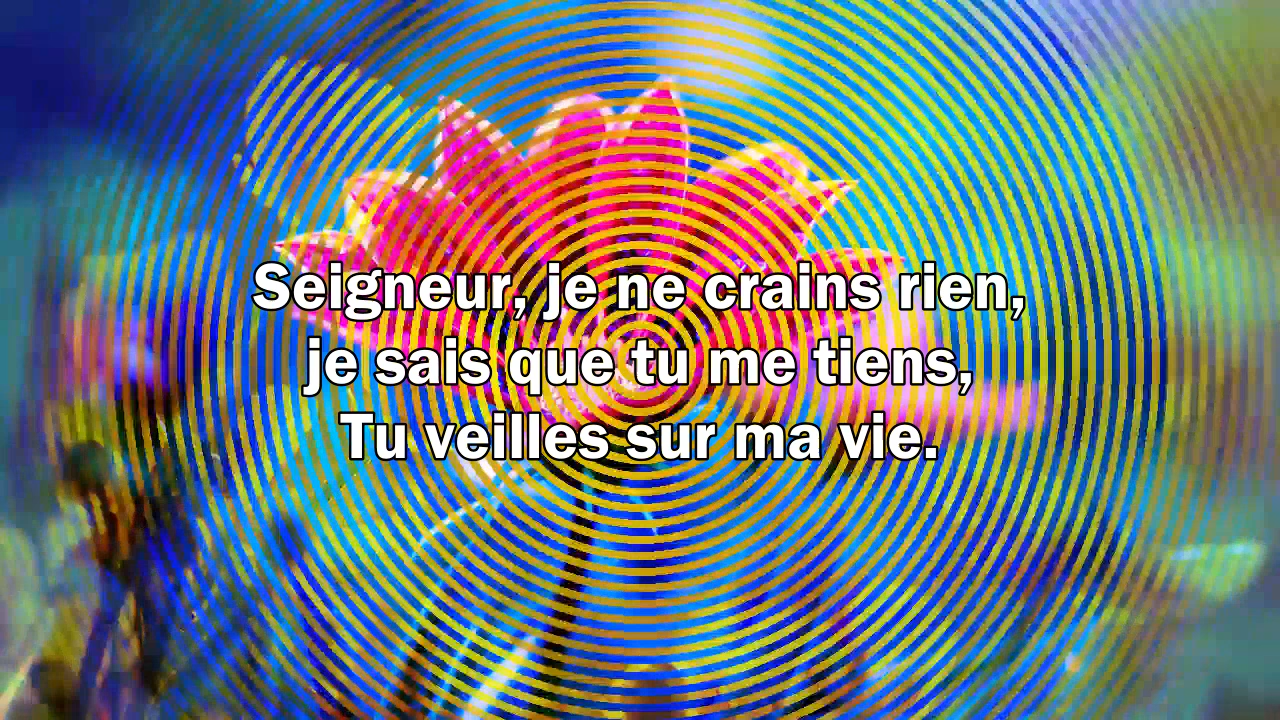 Seigneur, je ne crains rien,
je sais que tu me tiens,
Tu veilles sur ma vie.